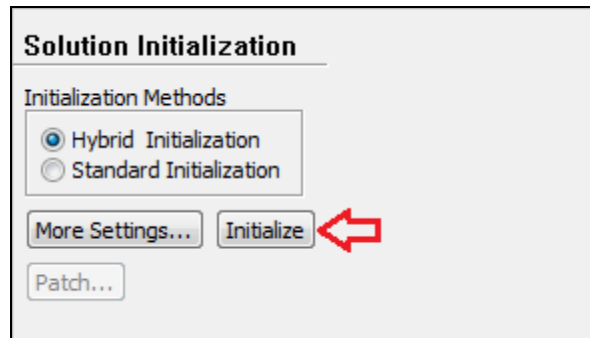 Solution Initialization
Initialization Methods
Hybrid Initialization
Standard Initialization
More Settings... Initialize
Patch...